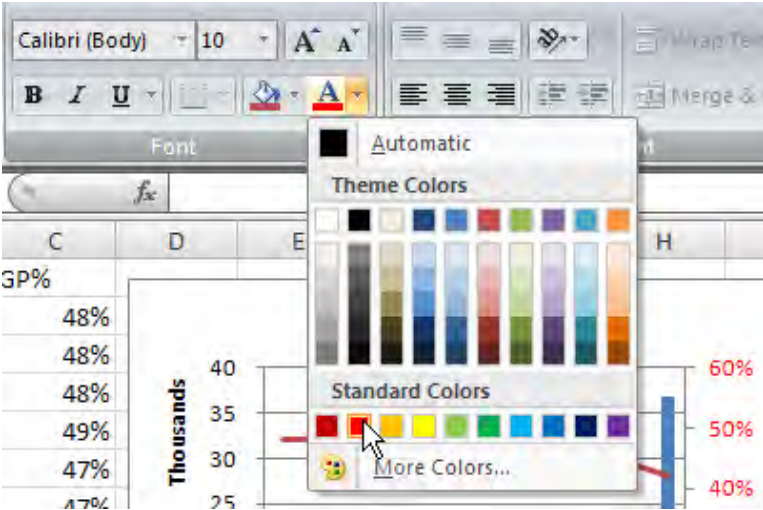 Calibri (Body) 10 A A
B I U A Merge &
Font
Automatic
Theme Colors
fx
C D E H
GP%
48%
48%
48%
49%
47%
47%
Thousands
40
35
30
25
60%
50%
40%
Standard Colors
More Colors...